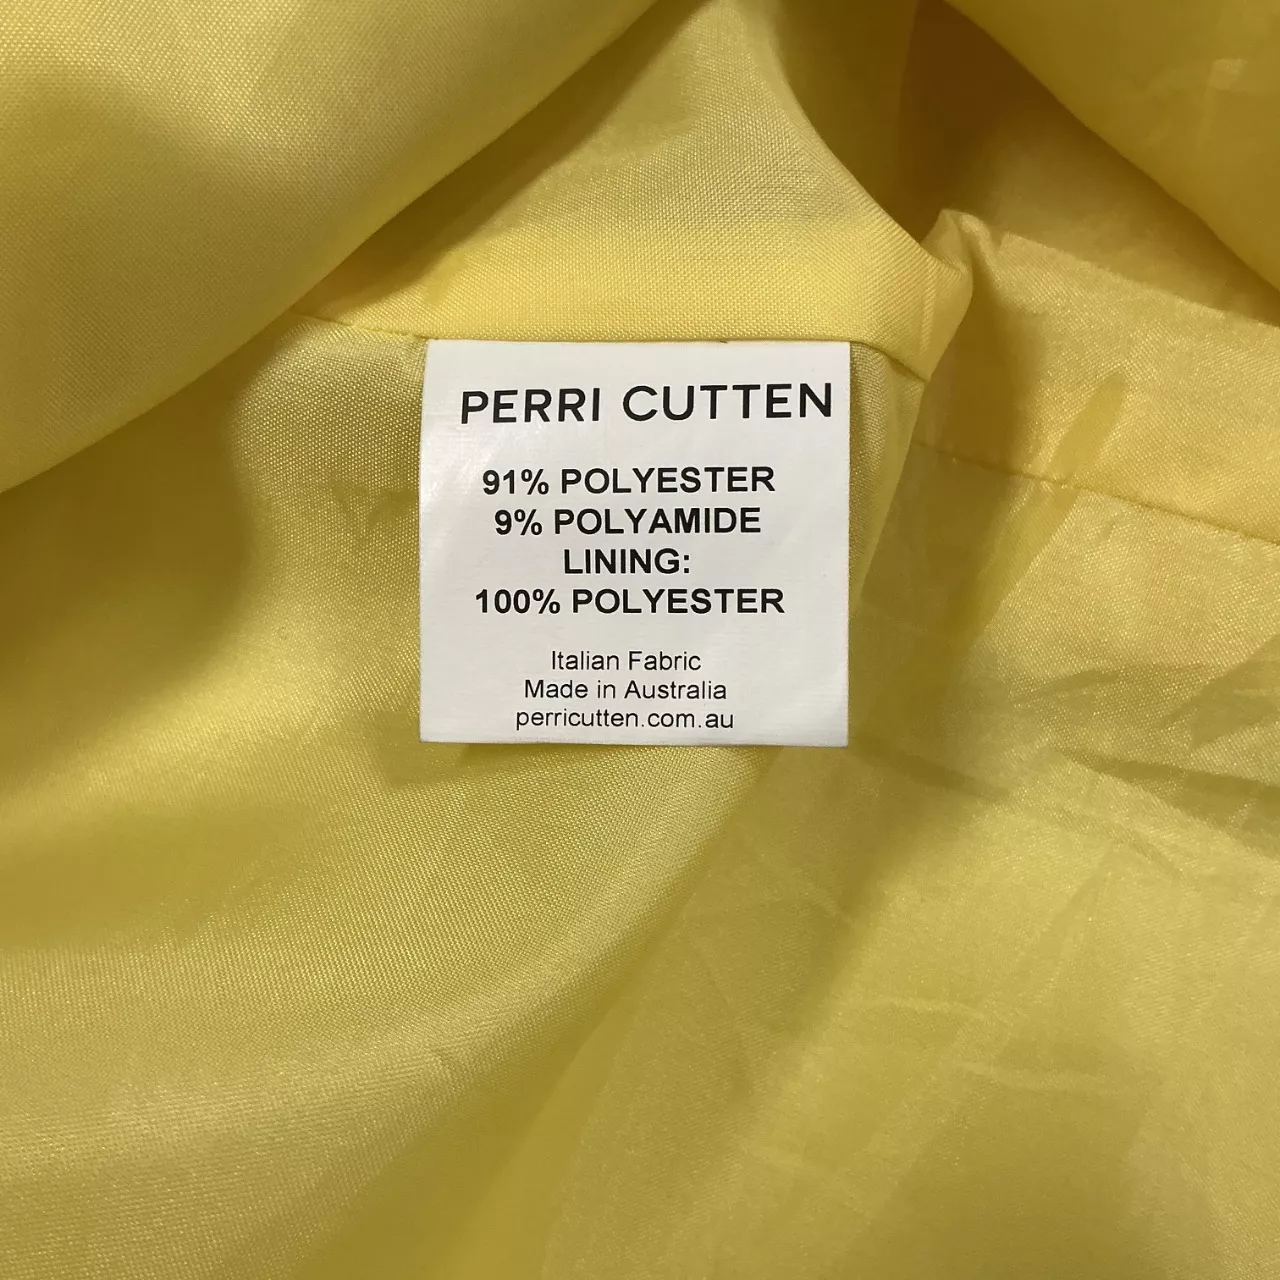 PERRI CUTTEN
91% POLYESTER
9% POLYAMIDE
LINING:
100% POLYESTER
Italian Fabric
Made in Australia
perricutten.com.au